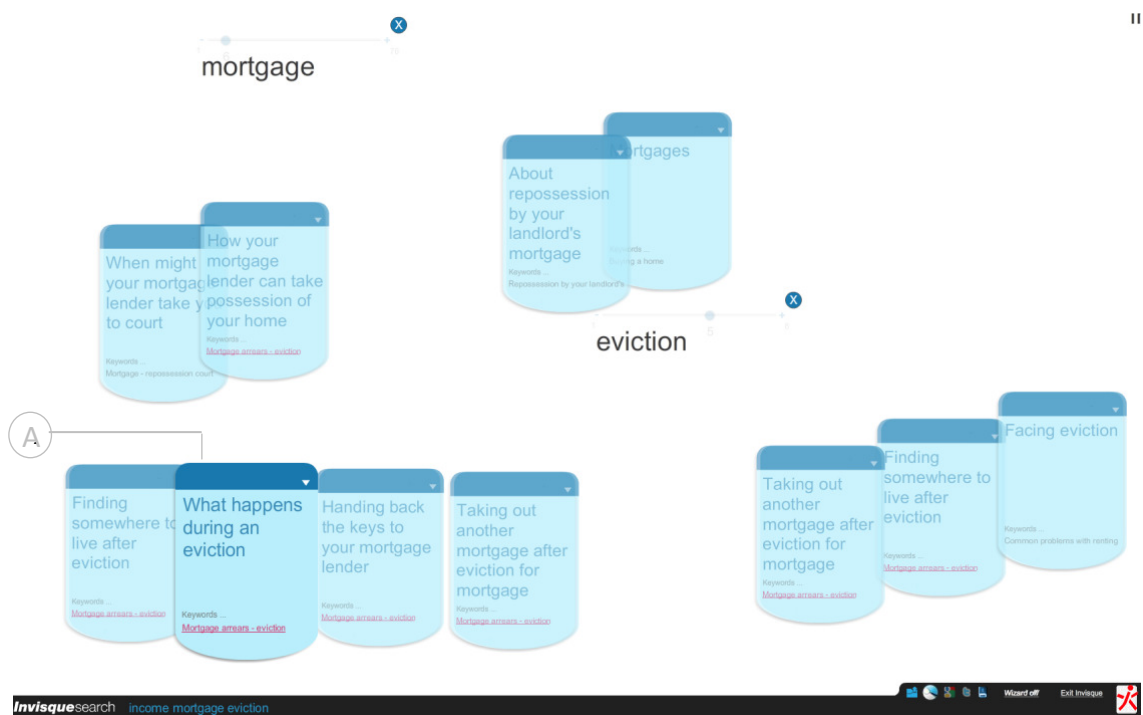 X
mortgage
Mortgages
Keywords ...
Buying a home
About
repossession
by your
landlord's
mortgage
Keywords ...
Repossession by your landlord's
How your
mortgage
lender can take
possession of
your home
Keywords ...
Mortgage arrears - eviction
When might
your mortgage
lender take you
to court
Keywords ...
Mortgage - repossession court
X
5
eviction
A
Finding
somewhere to
live after
eviction
Keywords ...
Mortgage arrears - eviction
What happens
during an
eviction
Keywords ...
Mortgage arrears - eviction
Handing back
the keys to
your mortgage
lender
Keywords ...
Mortgage arrears - eviction
Taking out
another
mortgage after
eviction for
mortgage
Keywords ...
Mortgage arrears - eviction
Taking out
another
mortgage after
eviction for
mortgage
Keywords ...
Mortgage arrears - eviction
Finding
somewhere to
live after
eviction
Keywords ...
Mortgage arrears - eviction
Facing eviction
Keywords ...
Common problems with renting
Wizard off
Exit Invisque
Invisquesearch income mortgage eviction